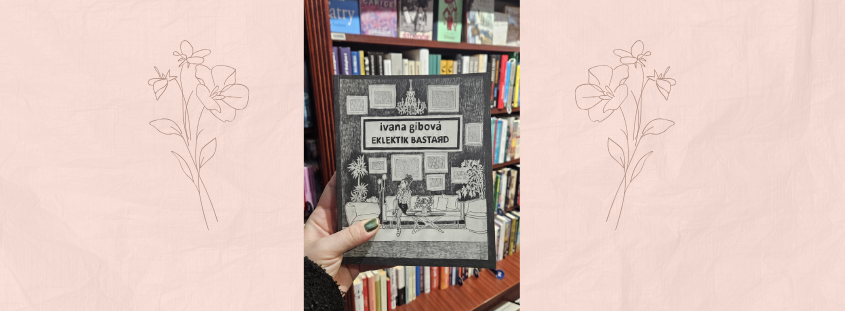 ivana gibová
EKLEKTIK BASTARD